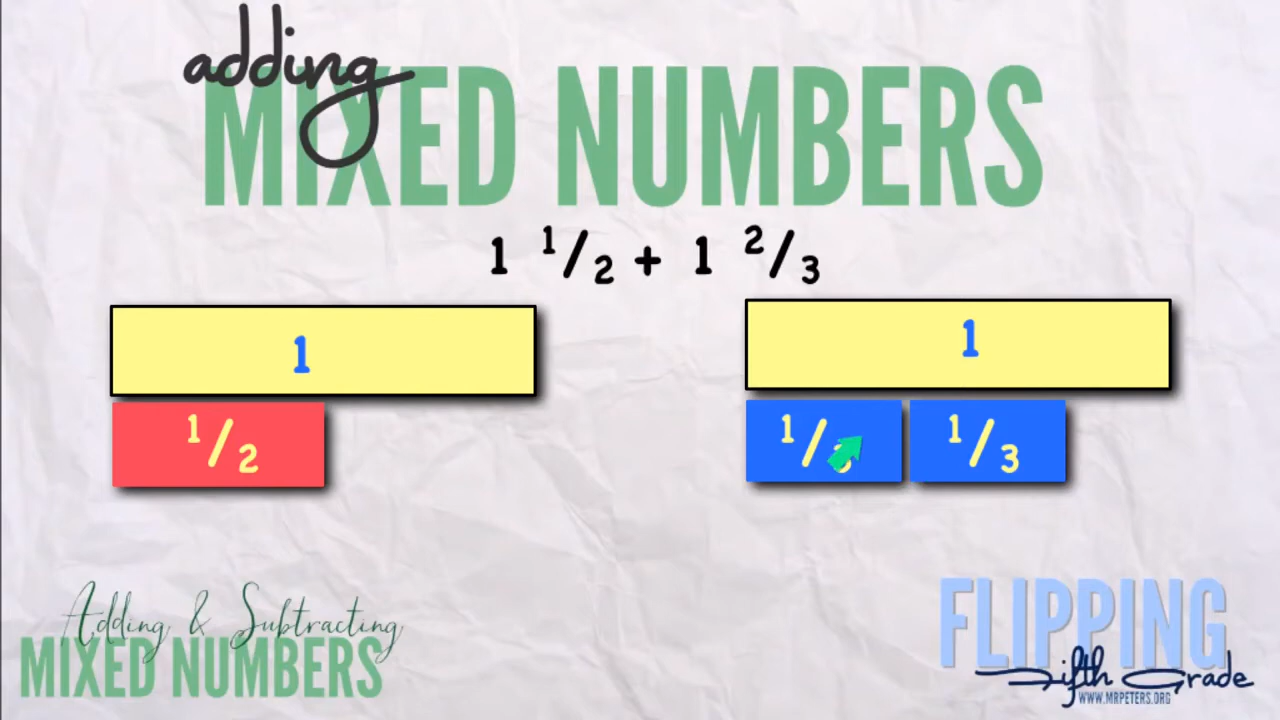 adding
MIXED NUMBERS
1 1/2 + 1 2/3
1
1
1/2
1/3
1/3
Adding & Subtracting
MIXED NUMBERS
FLIPPING
Fifth Grade
WWW.MRPETERS.ORG